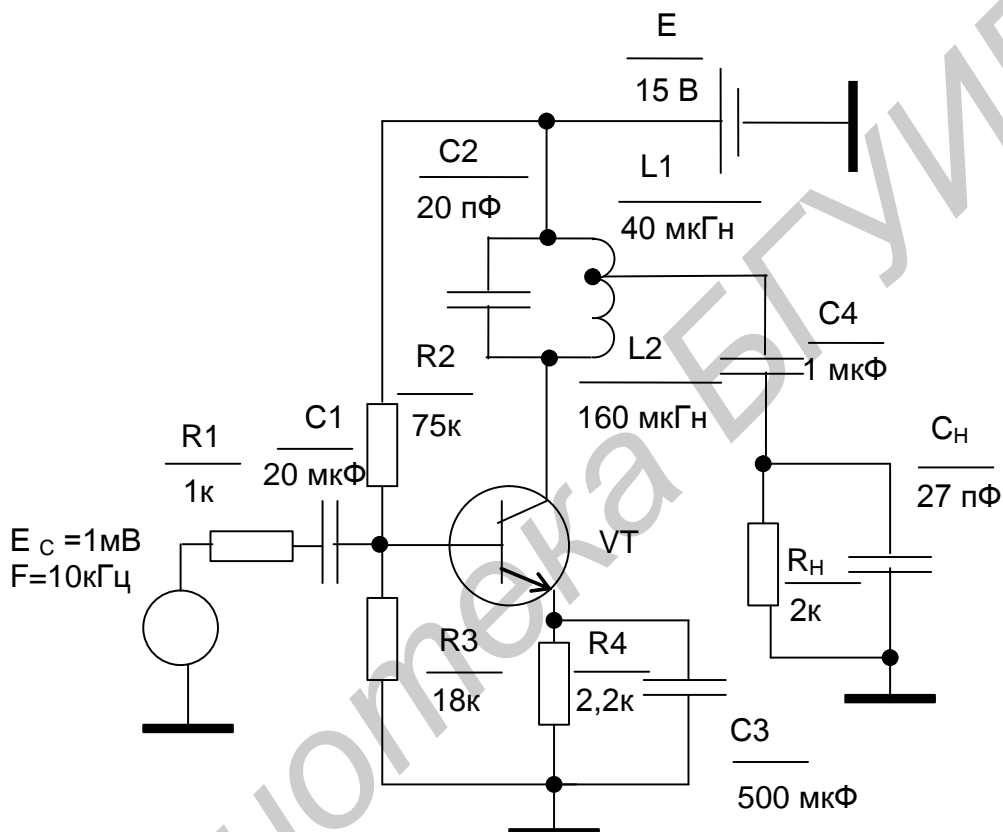 E
15 В
C2
20 пФ
L1
40 мкГн
C4
1 мкФ
R2
75к
L2
160 мкГн
R1
1к
C1
20 мкФ
CН
27 пФ
E С =1мВ
F=10кГц
VT
RН
2к
R3
18к
R4
2,2к
C3
500 мкФ
БГУИ